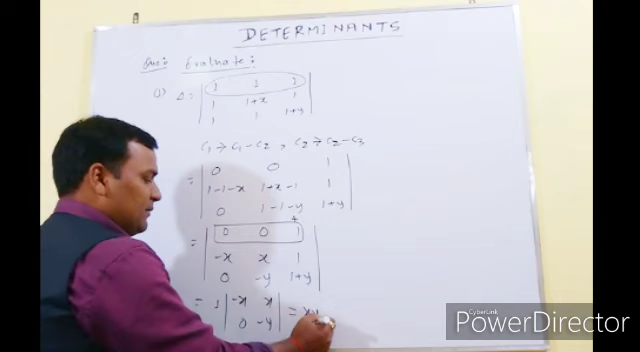 DETERMINANTS
Ques: Evaluate:
(i) Δ = | 1 1 1 |
| 1 1+x 1 |
| 1 1 1+y |
C₁ → C₁ - C₂ , C₂ → C₂ - C₃
= | 0 0 1 |
| 1-1-x 1+x-1 1 |
| 0 1-1-y 1+y |
= | 0 0 1 |
| -x x 1 |
| 0 -y 1+y |
= 1 | -x x | = xy
| 0 -y |
CyberLink
PowerDirector